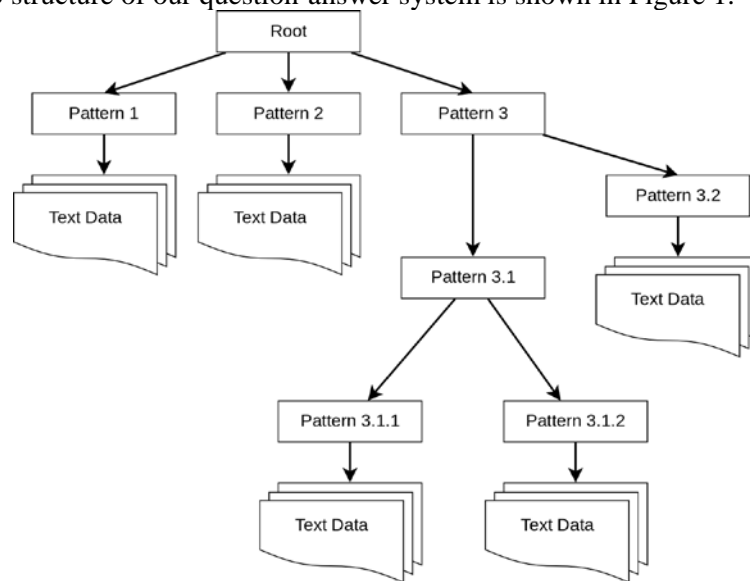 structure of our question-answer system is shown in Figure 1.
Root
Pattern 1
Pattern 2
Pattern 3
Text Data
Text Data
Pattern 3.2
Pattern 3.1
Text Data
Pattern 3.1.1
Pattern 3.1.2
Text Data
Text Data